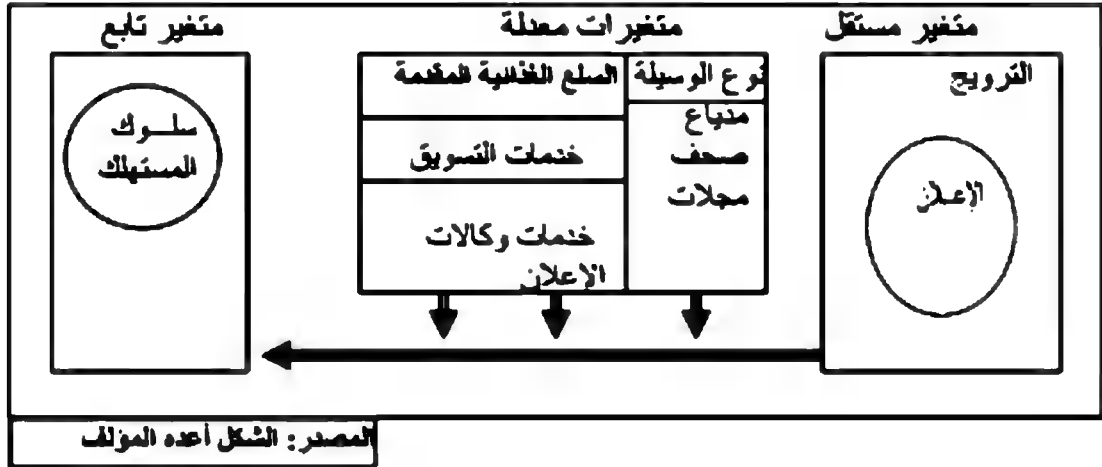 متغير مستقل
متغيرات معدلة
متغير تابع
الترويج
الإعلان
نوع الوسيلة
مذياع
صحف
مجلات
السلع الغذائية المقدمة
خدمات التسويق
خدمات وكالات
الإعلان
سلوك
المستهلك
المصدر: الشكل أعده المؤلف